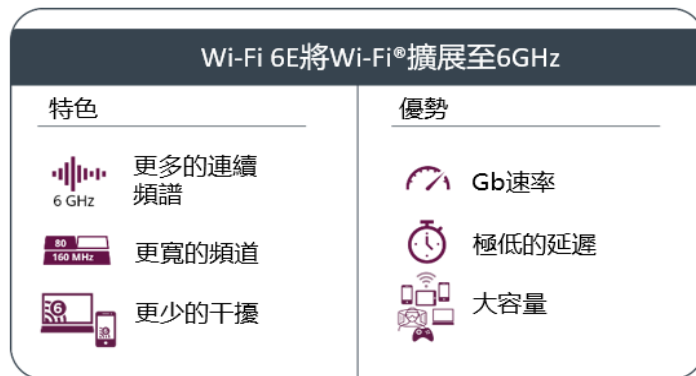 Wi-Fi 6E將Wi-Fi®擴展至6GHz
特色
6 GHz
更多的連續
頻譜
80
160 MHz
更寬的頻道
6
更少的干擾
優勢
Gb速率
極低的延遲
大容量